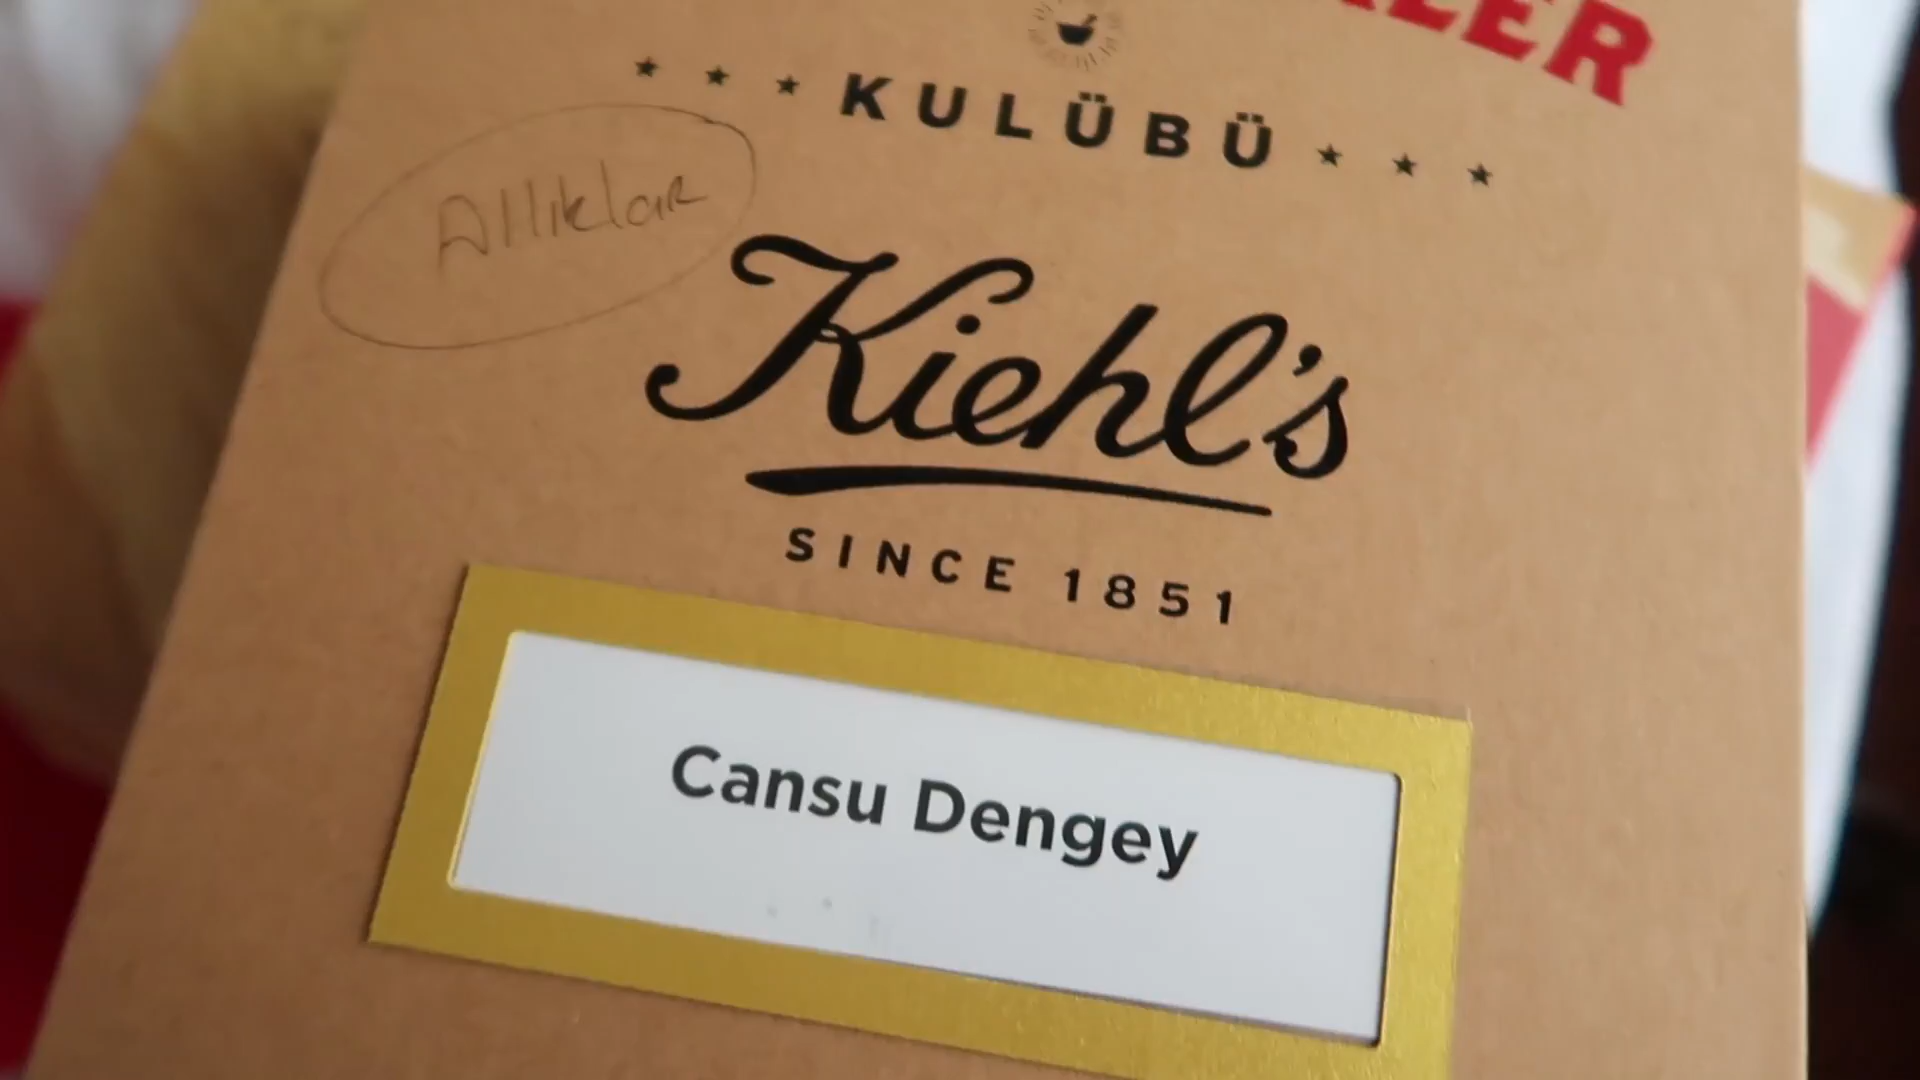 KULÜBÜ
Allıklar
Kiehl's
SINCE 1851
Cansu Dengey